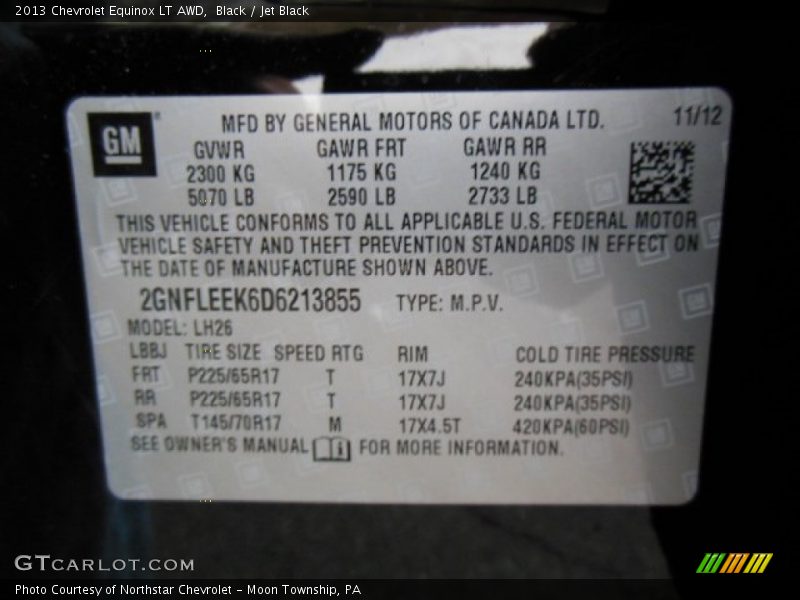 2013 Chevrolet Equinox LT AWD, Black / Jet Black
GM
MFD BY GENERAL MOTORS OF CANADA LTD. 11/12
GVWR GAWR FRT GAWR RR
2300 KG 1175 KG 1240 KG
5070 LB 2590 LB 2733 LB
THIS VEHICLE CONFORMS TO ALL APPLICABLE U.S. FEDERAL MOTOR
VEHICLE SAFETY AND THEFT PREVENTION STANDARDS IN EFFECT ON
THE DATE OF MANUFACTURE SHOWN ABOVE.
2GNFLEEK6D6213855 TYPE: M.P.V.
MODEL: LH26
LBBJ TIRE SIZE SPEED RTG RIM COLD TIRE PRESSURE
FRT P225/65R17 T 17X7J 240KPA(35PSI)
RR P225/65R17 T 17X7J 240KPA(35PSI)
SPA T145/70R17 M 17X4.5T 420KPA(60PSI)
SEE OWNER'S MANUAL i FOR MORE INFORMATION.
GTCARLOT.COM
Photo Courtesy of Northstar Chevrolet - Moon Township, PA